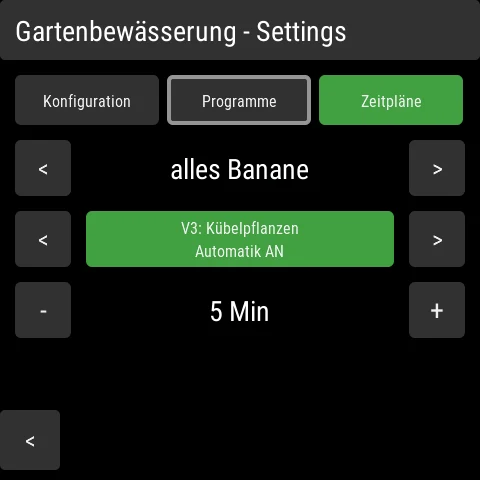 Gartenbewässerung - Settings
Konfiguration Programme Zeitpläne
< alles Banane >
< V3: Kübelpflanzen
Automatik AN >
- 5 Min +
<